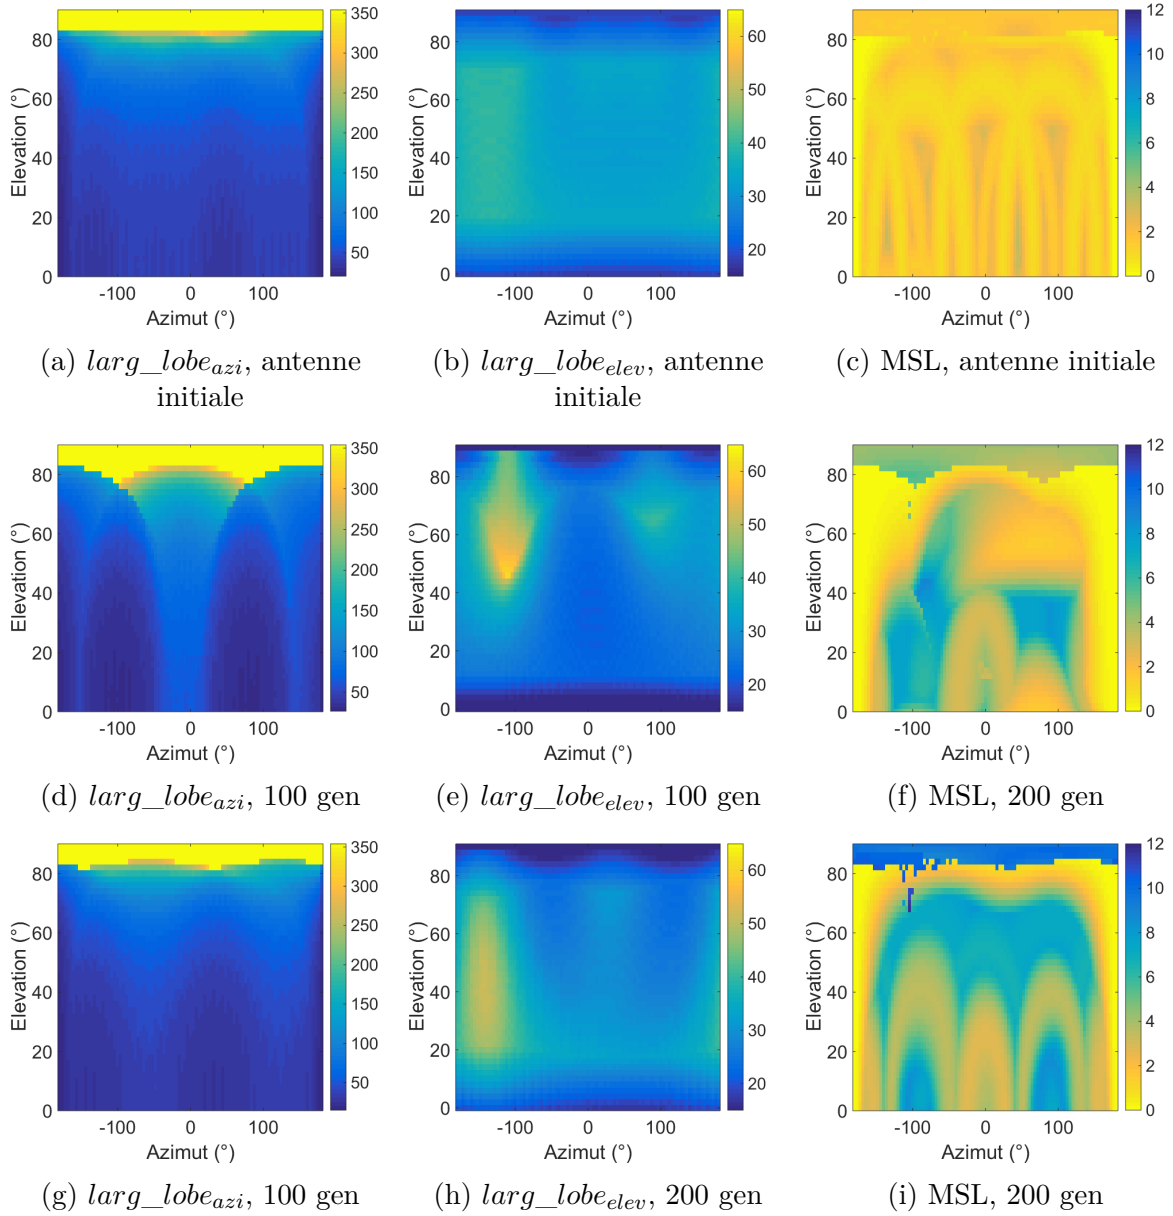 80
60
40
20
0
-100 0 100
Azimut (°)
Elevation (°)
350
300
250
200
150
100
50
80
60
40
20
0
-100 0 100
Azimut (°)
Elevation (°)
60
50
40
30
20
80
60
40
20
0
-100 0 100
Azimut (°)
Elevation (°)
12
10
8
6
4
2
0
(a) larg_lobe_azi, antenne
initiale
(b) larg_lobe_elev, antenne
initiale
(c) MSL, antenne initiale
80
60
40
20
0
-100 0 100
Azimut (°)
Elevation (°)
350
300
250
200
150
100
50
80
60
40
20
0
-100 0 100
Azimut (°)
Elevation (°)
60
50
40
30
20
80
60
40
20
0
-100 0 100
Azimut (°)
Elevation (°)
12
10
8
6
4
2
0
(d) larg_lobe_azi, 100 gen
(e) larg_lobe_elev, 100 gen
(f) MSL, 200 gen
80
60
40
20
0
-100 0 100
Azimut (°)
Elevation (°)
350
300
250
200
150
100
50
80
60
40
20
0
-100 0 100
Azimut (°)
Elevation (°)
60
50
40
30
20
80
60
40
20
0
-100 0 100
Azimut (°)
Elevation (°)
12
10
8
6
4
2
0
(g) larg_lobe_azi, 100 gen
(h) larg_lobe_elev, 200 gen
(i) MSL, 200 gen